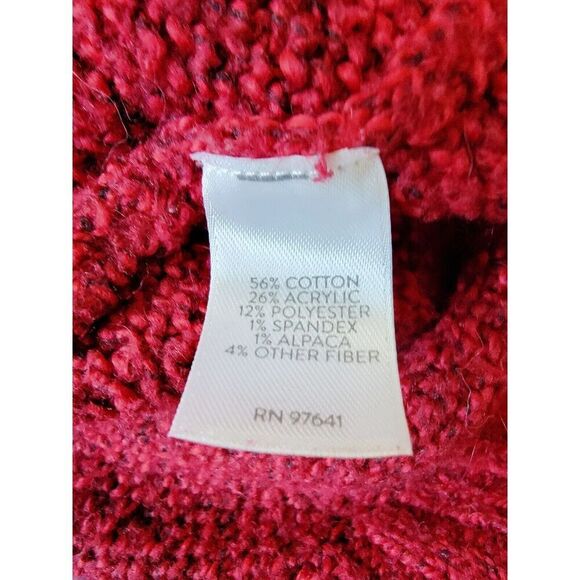 56% COTTON
26% ACRYLIC
12% POLYESTER
1% SPANDEX
1% ALPACA
4% OTHER FIBER
RN 97641